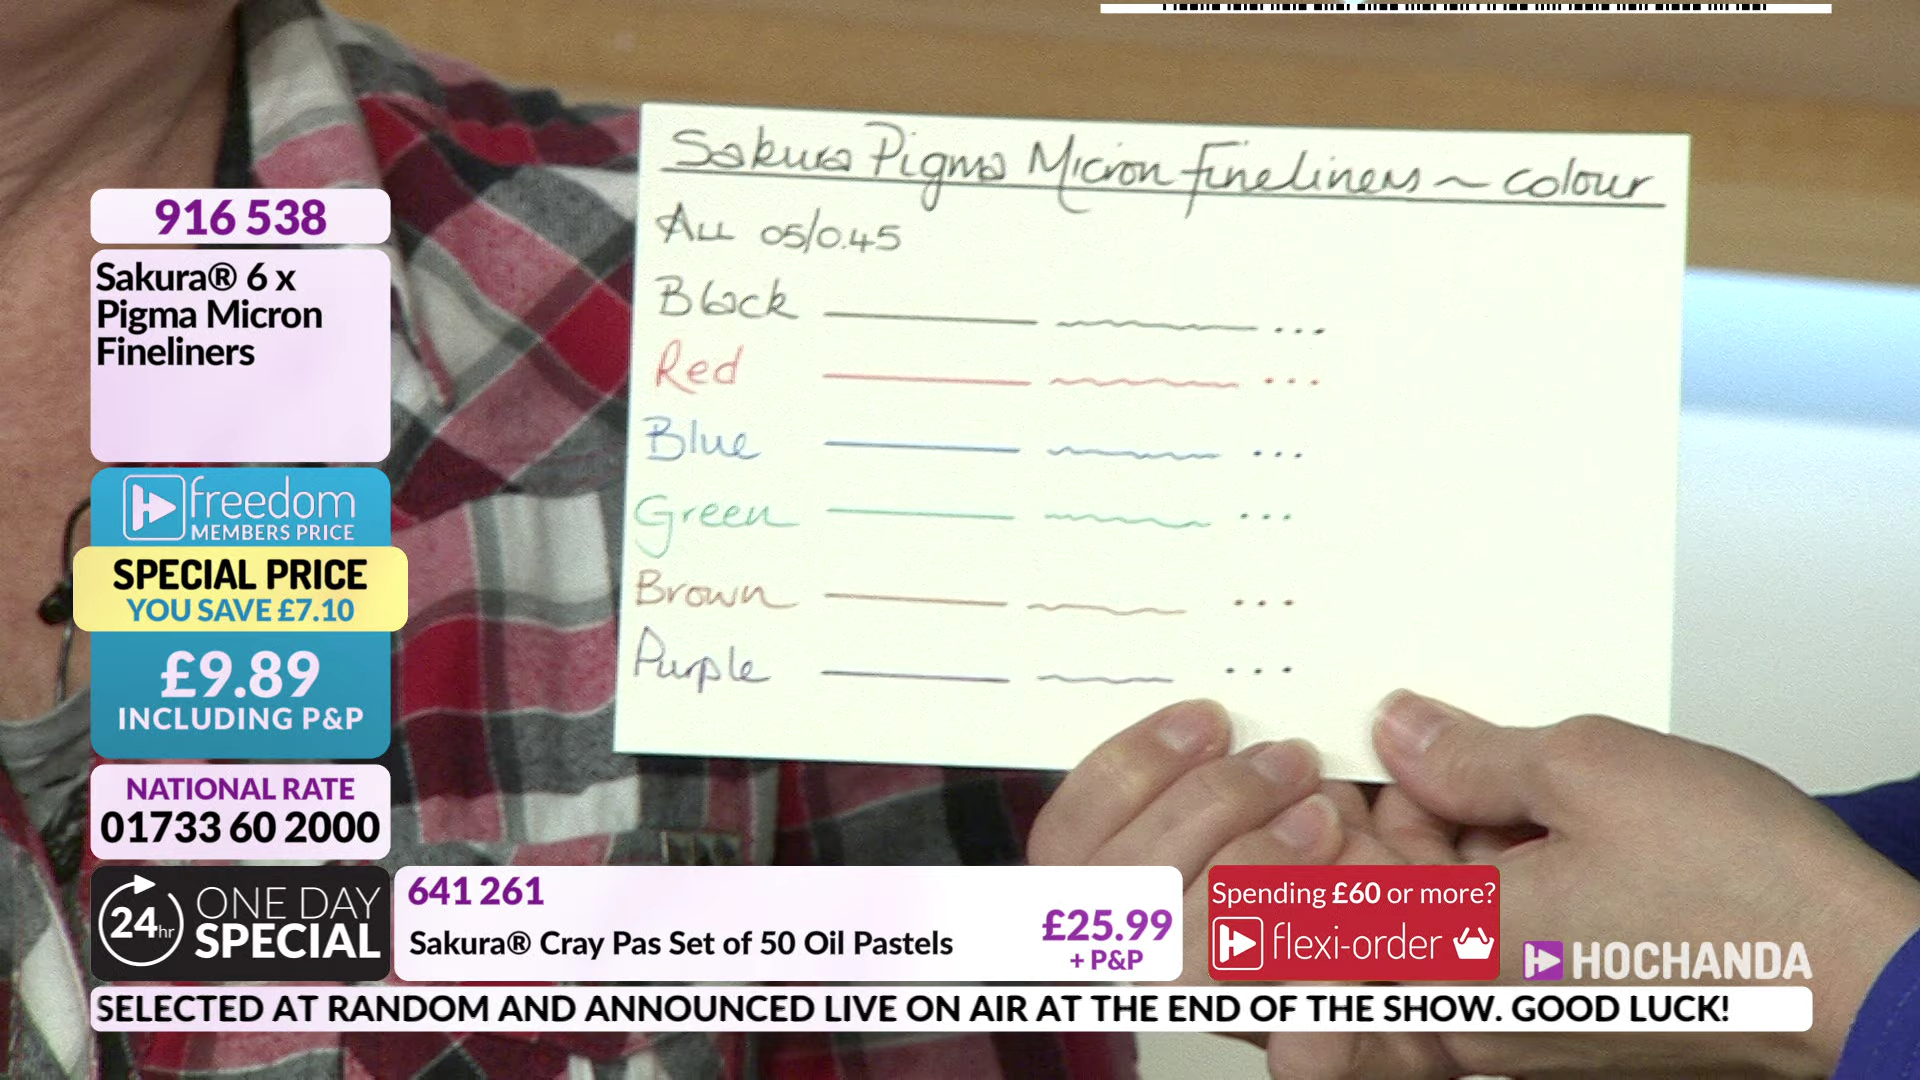 916 538
Sakura® 6 x
Pigma Micron
Fineliners
freedom
MEMBERS PRICE
SPECIAL PRICE
YOU SAVE £7.10
£9.89
INCLUDING P&P
NATIONAL RATE
01733 60 2000
Sakura Pigma Micron Fineliners ~ colour
ALL 05/0.45
Black
Red
Blue
Green
Brown
Purple
24hr
ONE DAY
SPECIAL
641 261
Sakura® Cray Pas Set of 50 Oil Pastels
£25.99
+ P&P
Spending £60 or more?
flexi-order
HOCHANDA
SELECTED AT RANDOM AND ANNOUNCED LIVE ON AIR AT THE END OF THE SHOW. GOOD LUCK!